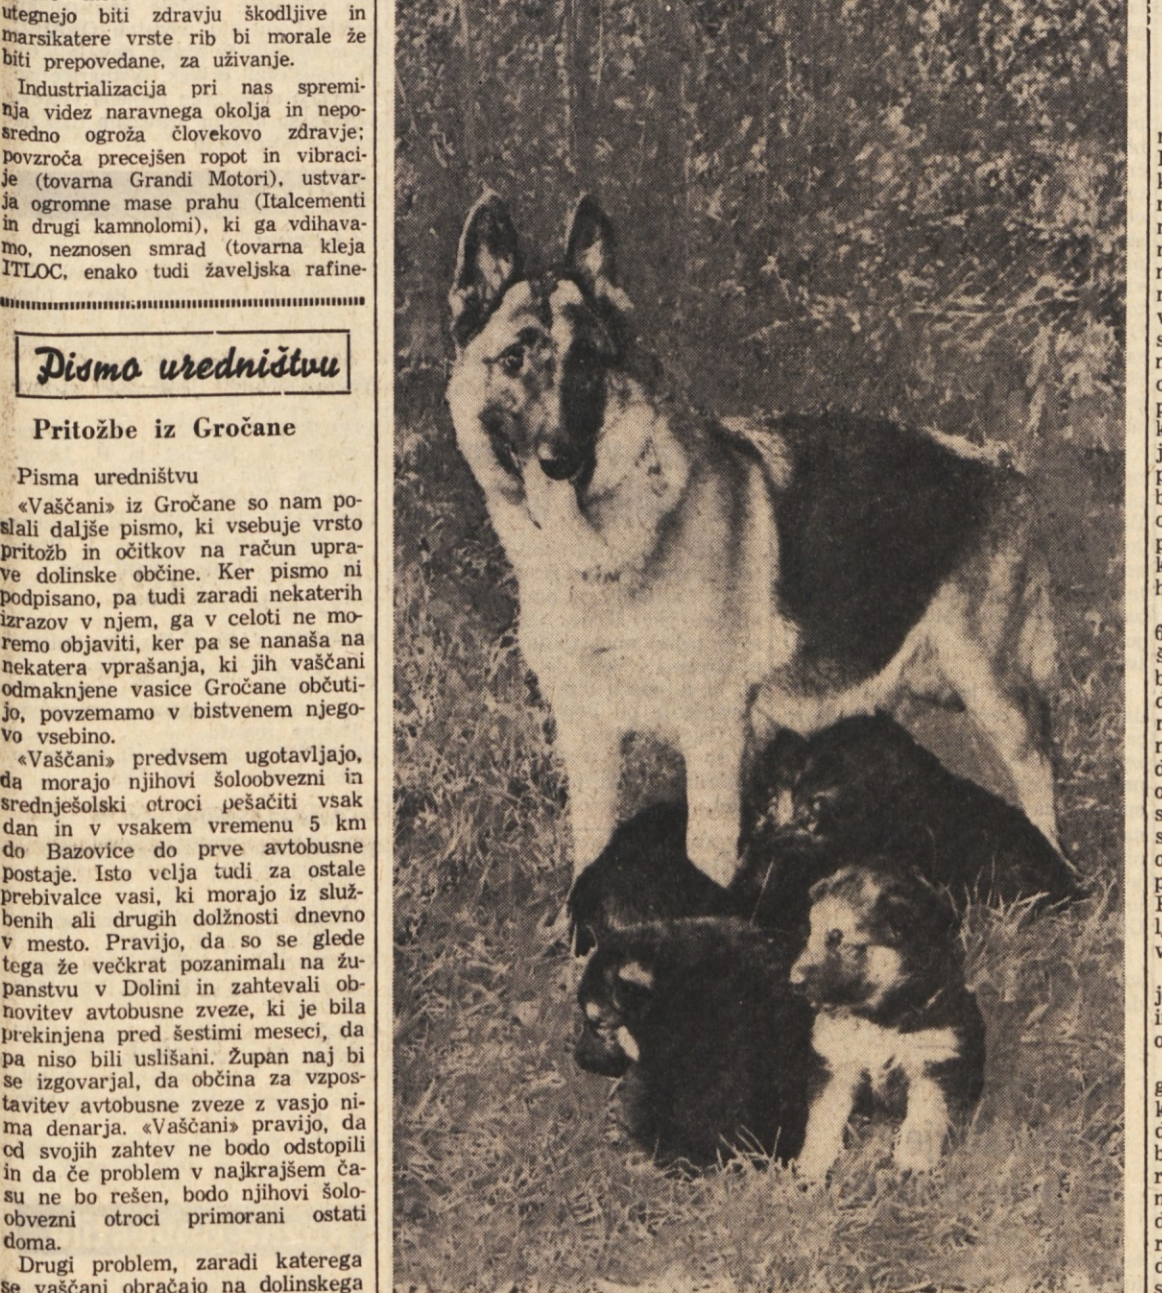 utegnejo biti zdravju škodljive in
marsikatere vrste rib bi morale že
biti prepovedane, za uživanje.
Industrializacija pri nas spremi-
nja videz naravnega okolja in nepo-
sredno ogroža človekovo zdravje;
povzroča precejšen ropot in vibraci-
je (tovarna Grandi Motori), ustvar-
ja ogromne mase prahu (Italcementi
in drugi kamnolomi), ki ga vdihava-
mo, neznosen smrad (tovarna kleja
ITLOC, enako tudi žaveljska rafine-
Pisma uredništvu
Pritožbe iz Gročane
Pisma uredništvu
«Vaščani» iz Gročane so nam po-
slali daljše pismo, ki vsebuje vrsto
pritožb in očitkov na račun upra-
ve dolinske občine. Ker pismo ni
podpisano, pa tudi zaradi nekaterih
izrazov v njem, ga v celoti ne mo-
remo objaviti, ker pa se nanaša na
nekatera vprašanja, ki jih vaščani
odmaknjene vasice Gročane občuti-
jo, povzemamo v bistvenem njego-
vo vsebino.
«Vaščani» predvsem ugotavljajo,
da morajo njihovi šoloobvezni in
srednješolski otroci pešačiti vsak
dan in v vsakem vremenu 5 km
do Bazovice do prve avtobusne
postaje. Isto velja tudi za ostale
prebivalce vasi, ki morajo iz služ-
benih ali drugih dolžnosti dnevno
v mesto. Pravijo, da so se glede
tega že večkrat pozanimali na žu-
panstvu v Dolini in zahtevali ob-
novitev avtobusne zveze, ki je bila
prekinjena pred šestimi meseci, da
pa niso bili uslišani. Župan naj bi
se izgovarjal, da občina za vzpos-
tavitev avtobusne zveze z vasjo ni-
ma denarja. «Vaščani» pravijo, da
od svojih zahtev ne bodo odstopili
in da če problem v najkrajšem ča-
su ne bo rešen, bodo njihovi šolo-
obvezni otroci primorani ostati
doma.
Drugi problem, zaradi katerega
se vaščani obračajo na dolinskega